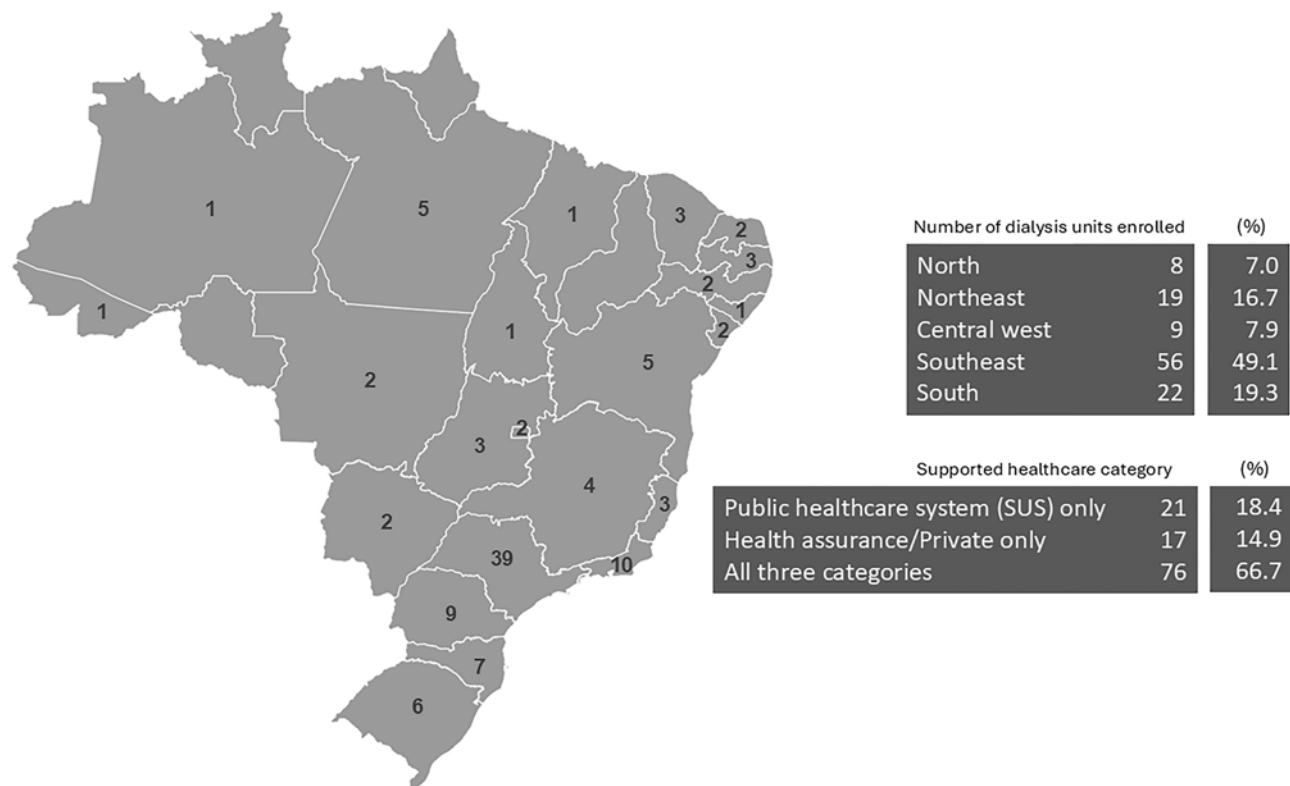 1
5
1
3
2
3
2
1
2
1
1
5
2
3
2
4
3
2
39
10
9
7
6
Number of dialysis units enrolled (%)
North 8 7.0
Northeast 19 16.7
Central west 9 7.9
Southeast 56 49.1
South 22 19.3
Supported healthcare category (%)
Public healthcare system (SUS) only 21 18.4
Health assurance/Private only 17 14.9
All three categories 76 66.7